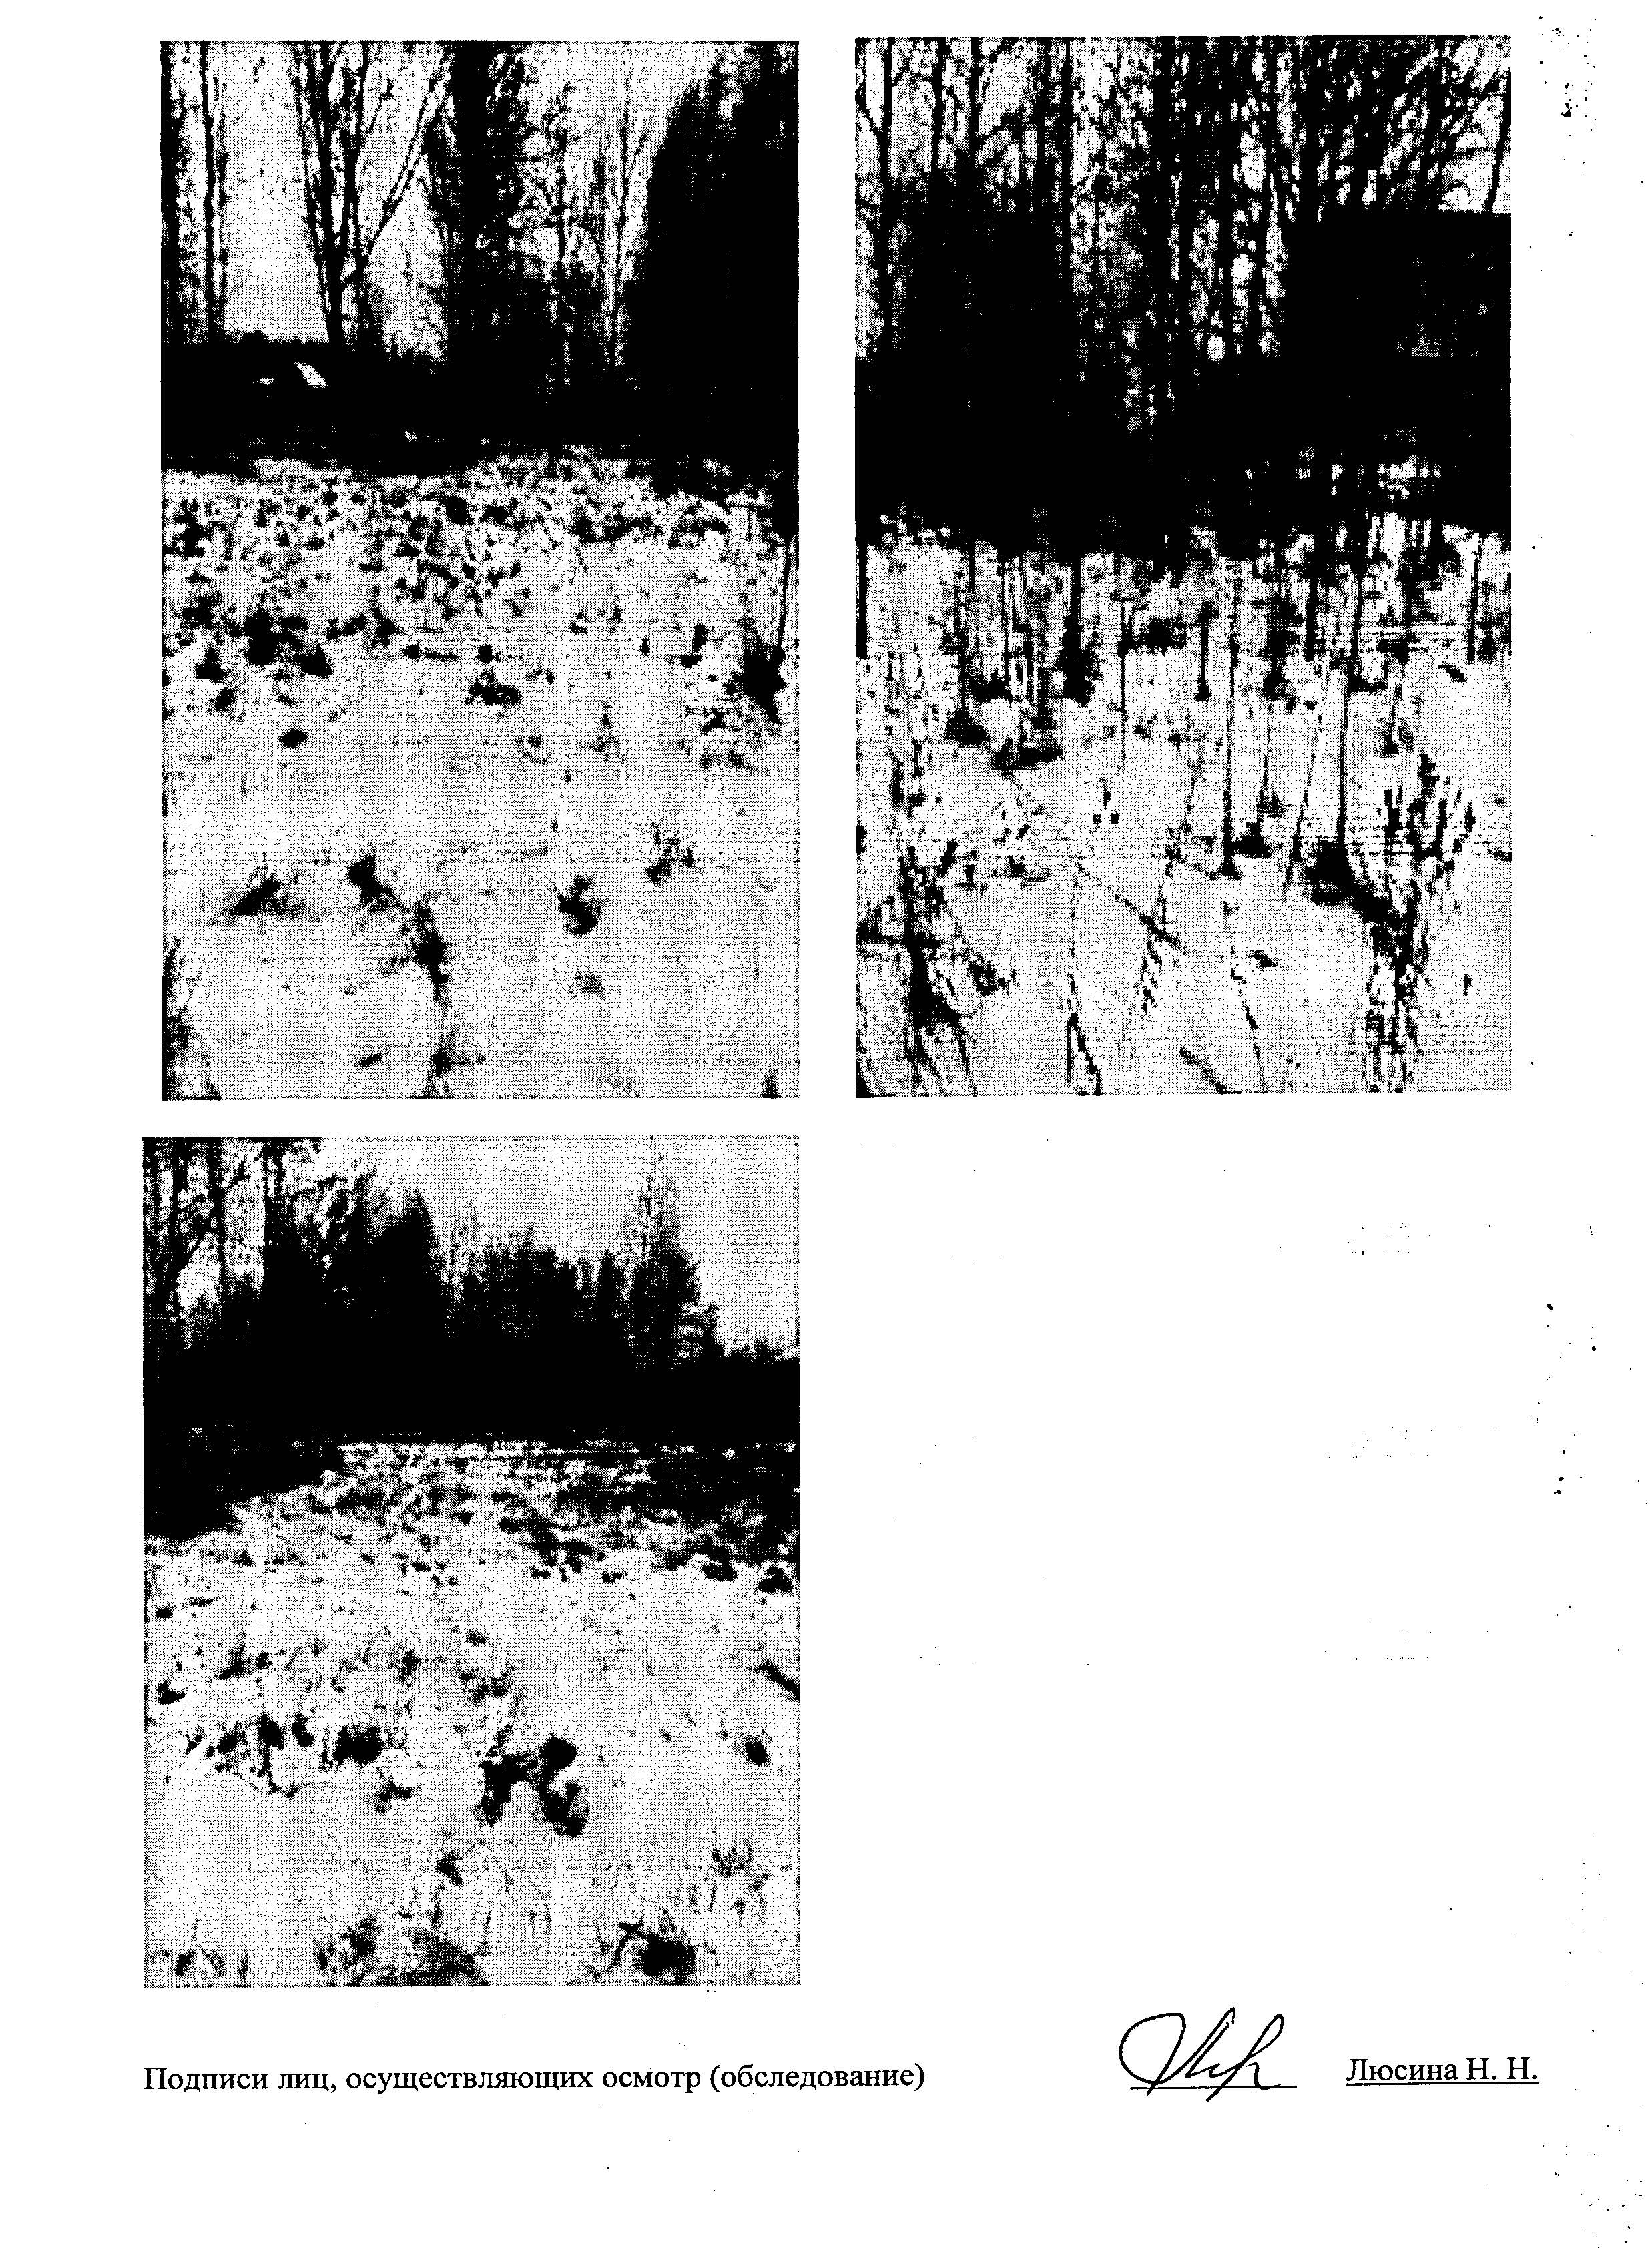 Подписи лиц, осуществляющих осмотр (обследование) Люсина Н. Н.